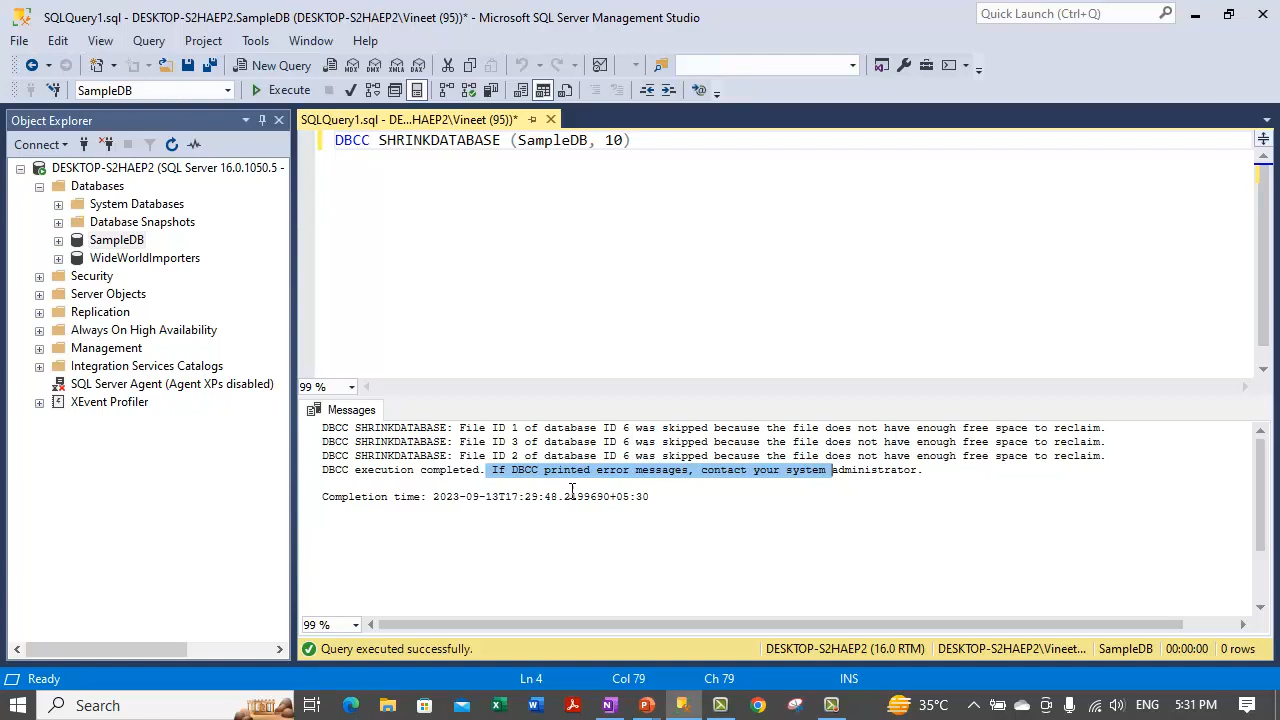 SQLQuery1.sql - DESKTOP-S2HAEP2.SampleDB (DESKTOP-S2HAEP2\Vineet (95))* - Microsoft SQL Server Management Studio
Quick Launch (Ctrl+Q)
File Edit View Query Project Tools Window Help
New Query MDX DMX XMLA DAX
SampleDB Execute
Object Explorer
Connect
DESKTOP-S2HAEP2 (SQL Server 16.0.1050.5 -
Databases
System Databases
Database Snapshots
SampleDB
WideWorldImporters
Security
Server Objects
Replication
Always On High Availability
Management
Integration Services Catalogs
SQL Server Agent (Agent XPs disabled)
XEvent Profiler
SQLQuery1.sql - DE...HAEP2\Vineet (95))*
DBCC SHRINKDATABASE (SampleDB, 10)
99 %
Messages
DBCC SHRINKDATABASE: File ID 1 of database ID 6 was skipped because the file does not have enough free space to reclaim.
DBCC SHRINKDATABASE: File ID 3 of database ID 6 was skipped because the file does not have enough free space to reclaim.
DBCC SHRINKDATABASE: File ID 2 of database ID 6 was skipped because the file does not have enough free space to reclaim.
DBCC execution completed. If DBCC printed error messages, contact your system administrator.
Completion time: 2023-09-13T17:29:48.2199690+05:30
99 %
Query executed successfully. DESKTOP-S2HAEP2 (16.0 RTM) DESKTOP-S2HAEP2\Vineet... SampleDB 00:00:00 0 rows
Ready Ln 4 Col 79 Ch 79 INS
Search 35°C ENG 5:31 PM